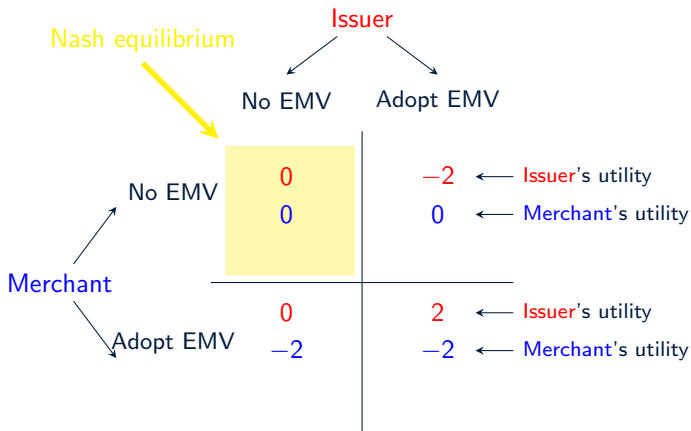 Issuer
Nash equilibrium
No EMV
Adopt EMV
0
−2
Issuer's utility
No EMV
0
0
Merchant's utility
Merchant
0
2
Issuer's utility
Adopt EMV
−2
−2
Merchant's utility